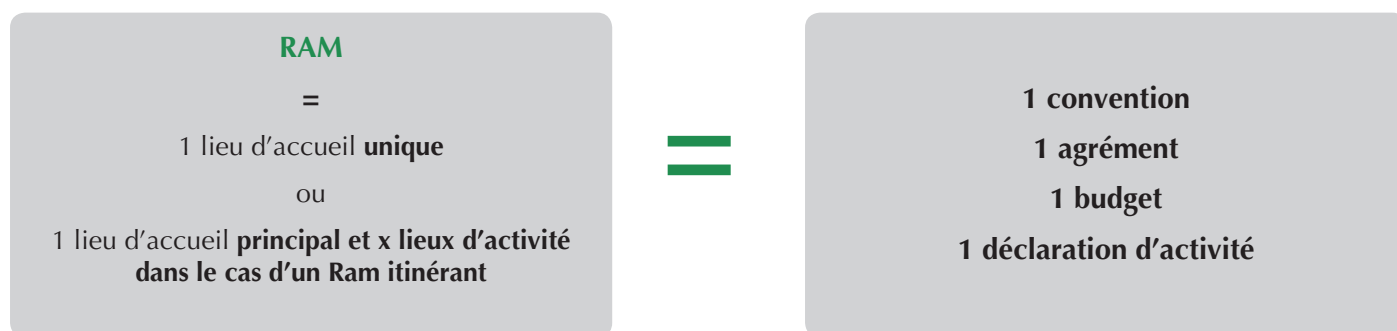 RAM
=
1 lieu d’accueil unique
ou
1 lieu d’accueil principal et x lieux d’activité
dans le cas d’un Ram itinérant
=
1 convention
1 agrément
1 budget
1 déclaration d’activité